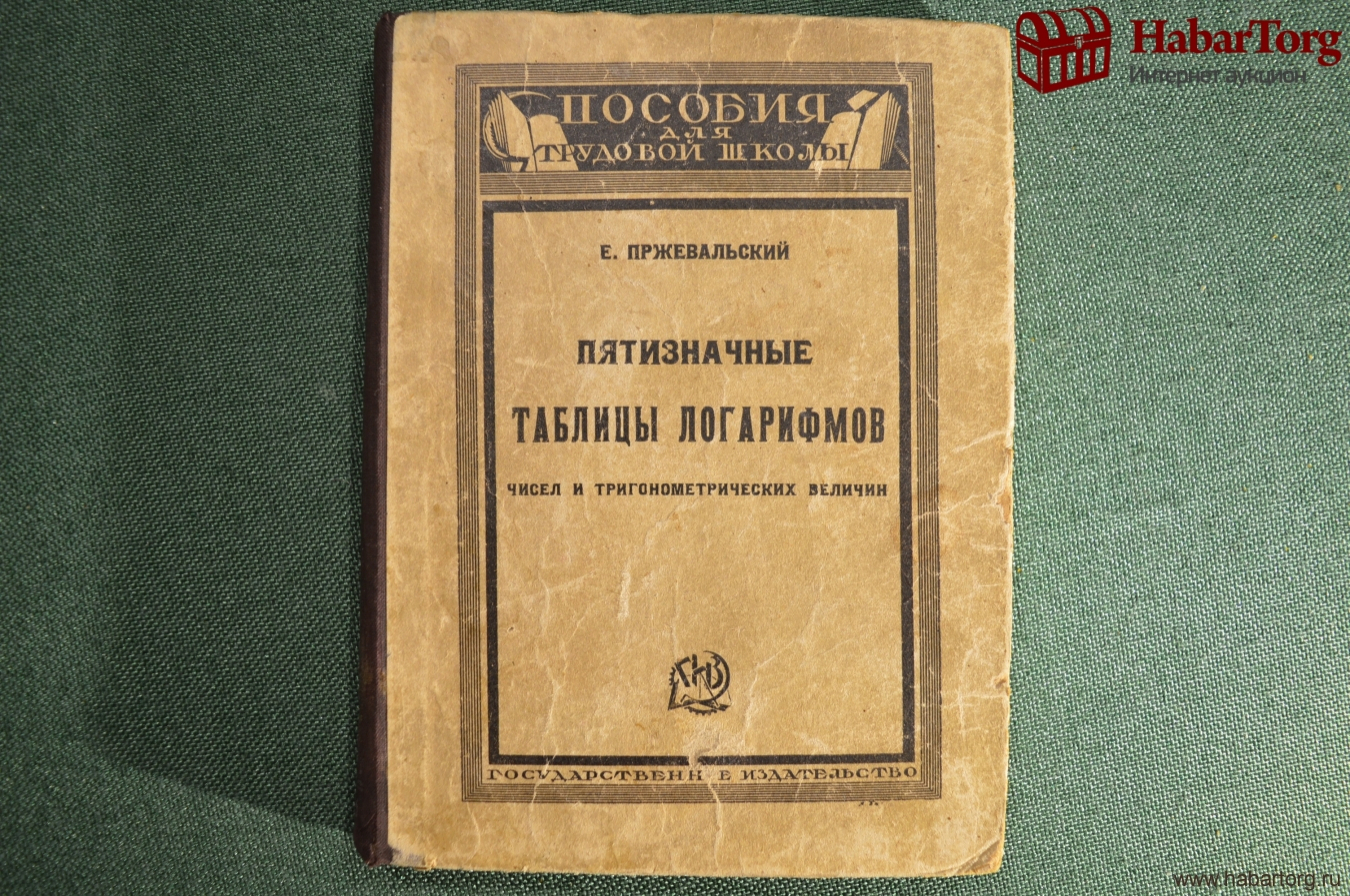 HabarTorg
Интернет аукцион
ПОСОБИЯ
ДЛЯ
ТРУДОВОЙ ШКОЛЫ
Е. ПРЖЕВАЛЬСКИЙ
ПЯТИЗНАЧНЫЕ
ТАБЛИЦЫ ЛОГАРИФМОВ
ЧИСЕЛ И ТРИГОНОМЕТРИЧЕСКИХ ВЕЛИЧИН
ГИЗ
ГОСУДАРСТВЕНН Е ИЗДАТЕЛЬСТВО
www.habartorg.ru